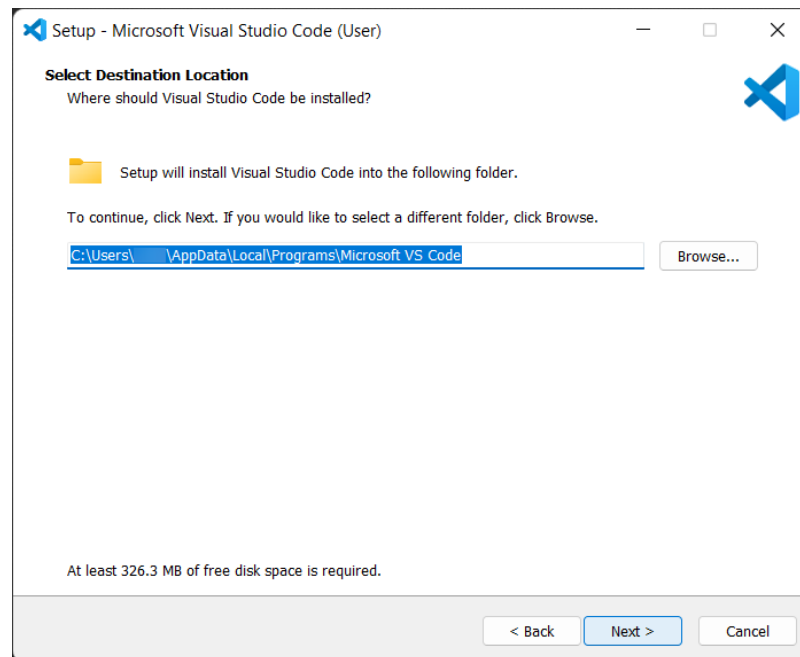 Setup - Microsoft Visual Studio Code (User)
Select Destination Location
Where should Visual Studio Code be installed?
Setup will install Visual Studio Code into the following folder.
To continue, click Next. If you would like to select a different folder, click Browse.
C:\Users\ \AppData\Local\Programs\Microsoft VS Code
Browse...
At least 326.3 MB of free disk space is required.
< Back
Next >
Cancel